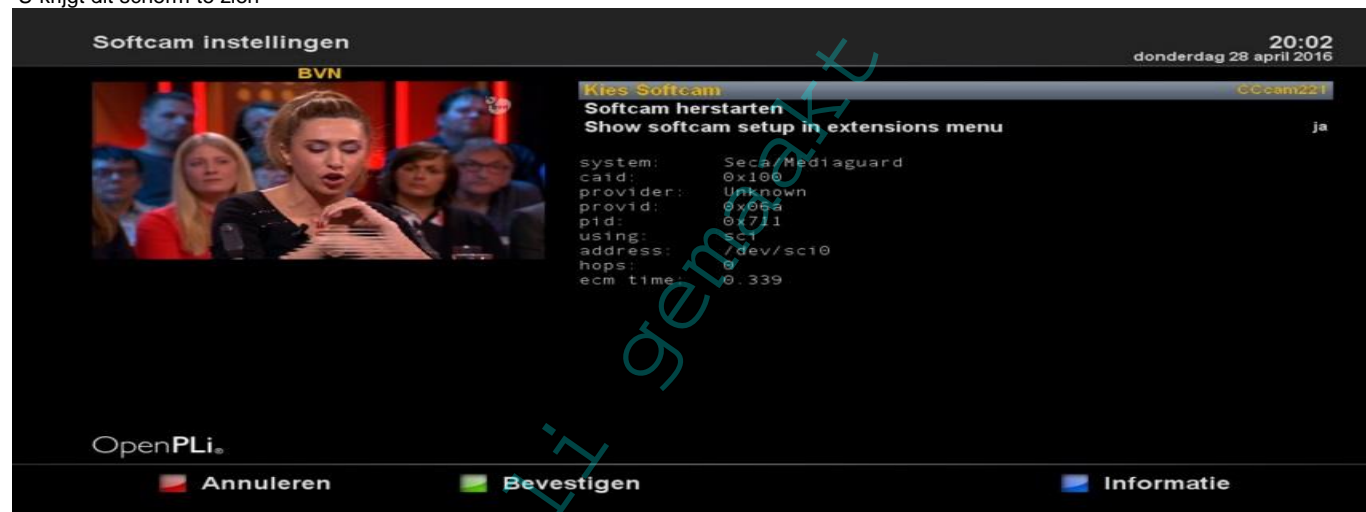 U krijgt dit scherm te zien
Softcam instellingen
20:02
donderdag 28 april 2016
BVN
Kies Softcam CCcam221
Softcam herstarten
Show softcam setup in extensions menu ja
system: Seca/Mediaguard
caid: 0x100
provider: Unknown
provid: 0x06a
pid: 0x711
using: sci
address: /dev/sci0
hops: 0
ecm time: 0.339
OpenPLi®
Annuleren Bevestigen Informatie
li gemaakt